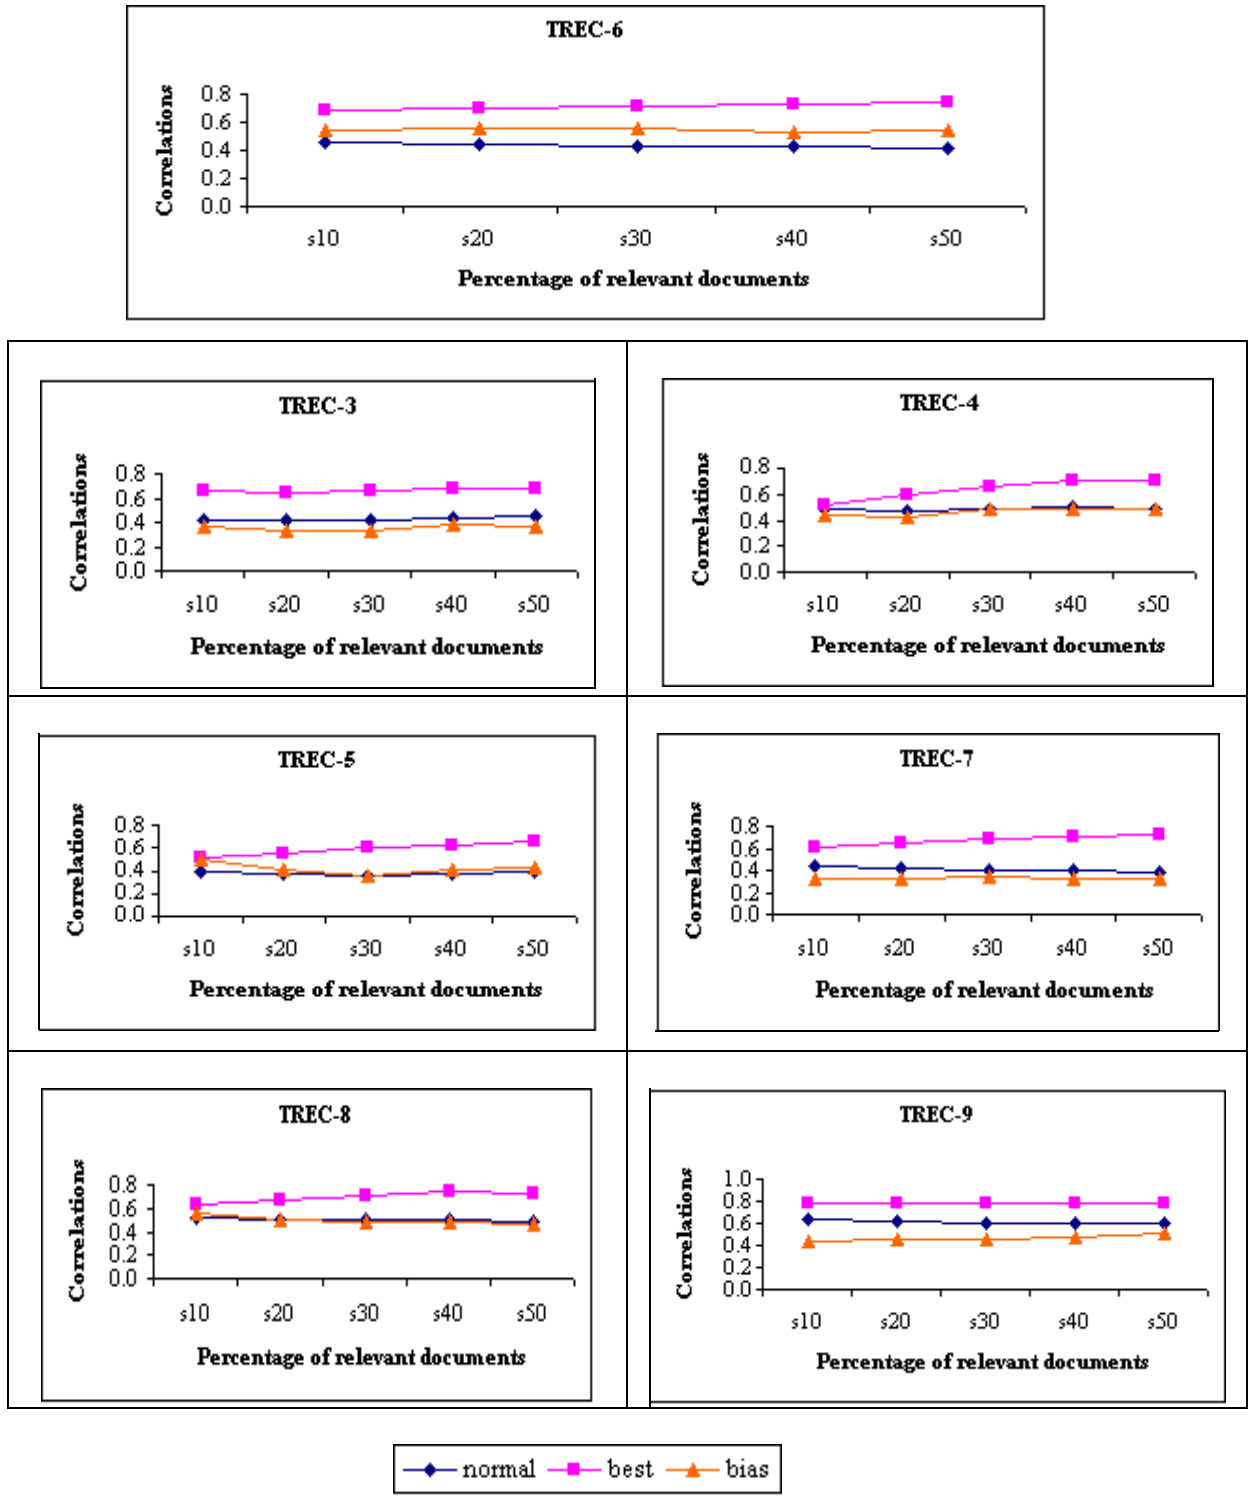 TREC-6
Correlations
0.8
0.6
0.4
0.2
0.0
s10 s20 s30 s40 s50
Percentage of relevant documents
TREC-3
Correlations
0.8
0.6
0.4
0.2
0.0
s10 s20 s30 s40 s50
Percentage of relevant documents
TREC-4
Correlations
0.8
0.6
0.4
0.2
0.0
s10 s20 s30 s40 s50
Percentage of relevant documents
TREC-5
Correlations
0.8
0.6
0.4
0.2
0.0
s10 s20 s30 s40 s50
Percentage of relevant documents
TREC-7
Correlations
0.8
0.6
0.4
0.2
0.0
s10 s20 s30 s40 s50
Percentage of relevant documents
TREC-8
Correlations
0.8
0.6
0.4
0.2
0.0
s10 s20 s30 s40 s50
Percentage of relevant documents
TREC-9
Correlations
1.0
0.8
0.6
0.4
0.2
0.0
s10 s20 s30 s40 s50
Percentage of relevant documents
normal best bias